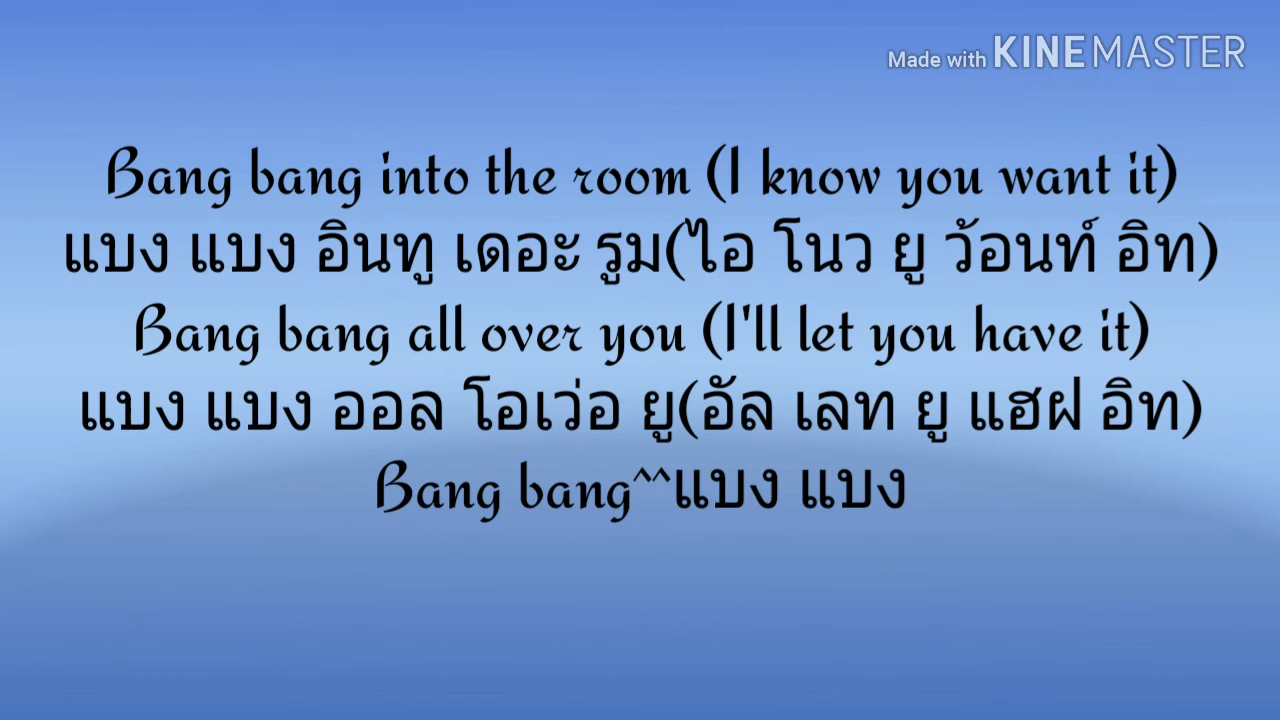 Made with KINEMASTER
Bang bang into the room (I know you want it)
แบง แบง อินทู เดอะ รูม(ไอ โนว ยู ว้อนท์ อิท)
Bang bang all over you (I'll let you have it)
แบง แบง ออล โอเว่อ ยู(อัล เลท ยู แฮฝ อิท)
Bang bang^^แบง แบง